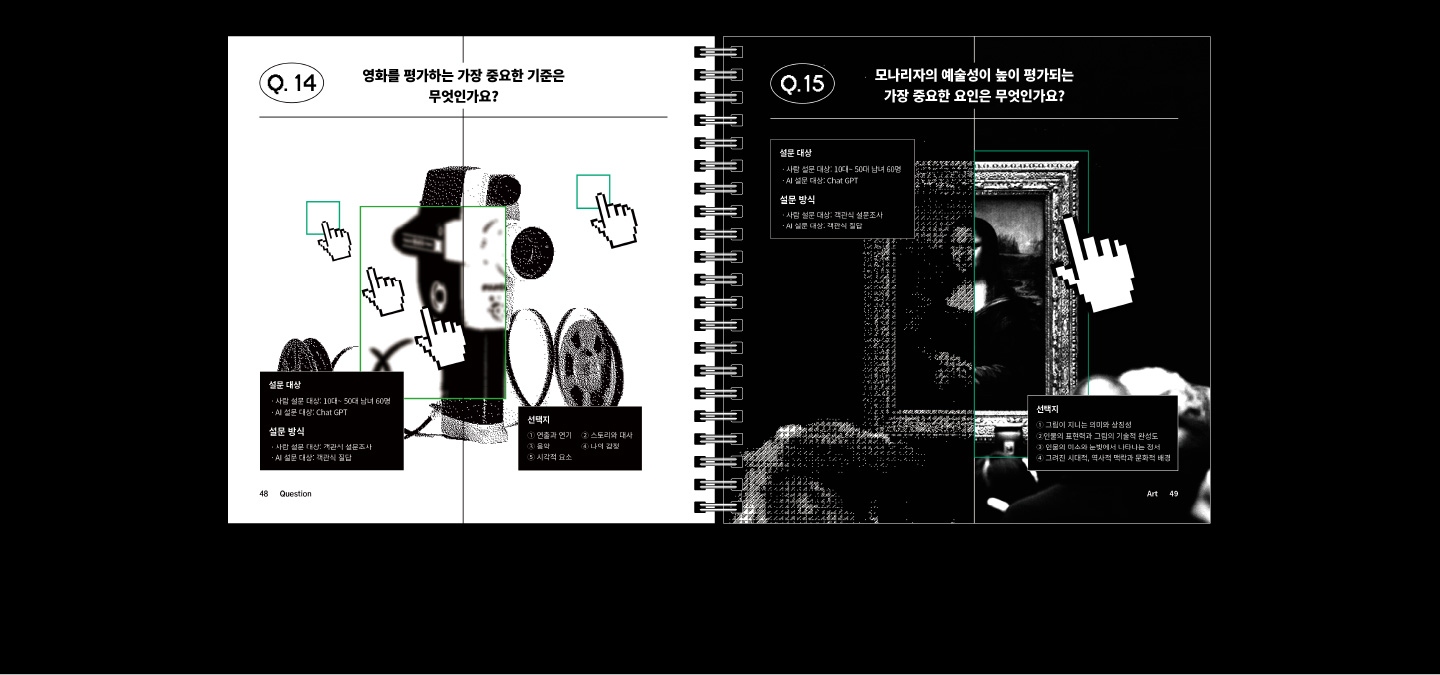 Q. 14
영화를 평가하는 가장 중요한 기준은
무엇인가요?
설문 대상
· 사람 설문 대상: 10대~ 50대 남녀 60명
· AI 설문 대상: Chat GPT
설문 방식
· 사람 설문 대상: 객관식 설문조사
· AI 설문 대상: 객관식 질답
선택지
① 연출과 연기 ② 스토리와 대사
③ 음악 ④ 나의 감정
⑤ 시각적 요소
48 Question
Q.15
모나리자의 예술성이 높이 평가되는
가장 중요한 요인은 무엇인가요?
설문 대상
· 사람 설문 대상: 10대~ 50대 남녀 60명
· AI 설문 대상: Chat GPT
설문 방식
· 사람 설문 대상: 객관식 설문조사
· AI 설문 대상: 객관식 질답
선택지
① 그림이 지니는 의미와 상징성
②인물의 표현력과 그림의 기술적 완성도
③ 인물의 미소와 눈빛에서 나타나는 정서
④ 그려진 시대적, 역사적 맥락과 문화적 배경
Art 49